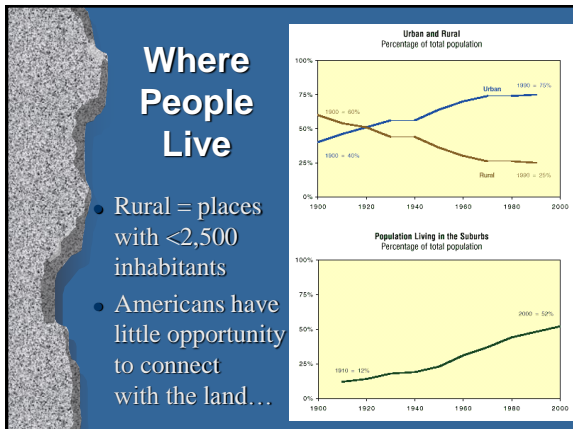 Where
People
Live
Rural = places
with <2,500
inhabitants
Americans have
little opportunity
to connect
with the land…
Urban and Rural
Percentage of total population
100%
75%
50%
25%
0%
1900 = 60%
1900 = 40%
Urban
1990 = 75%
Rural
1990 = 25%
1900 1920 1940 1960 1980 2000
Population Living in the Suburbs
Percentage of total population
100%
75%
50%
25%
0%
1910 = 12%
2000 = 52%
1900 1920 1940 1960 1980 2000